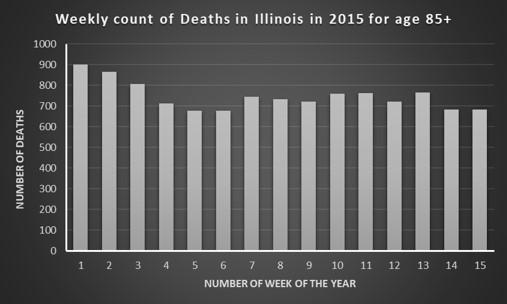 Weekly count of Deaths in Illinois in 2015 for age 85+
1000
900
800
700
600
500
400
300
200
100
0
NUMBER OF DEATHS
1 2 3 4 5 6 7 8 9 10 11 12 13 14 15
NUMBER OF WEEK OF THE YEAR